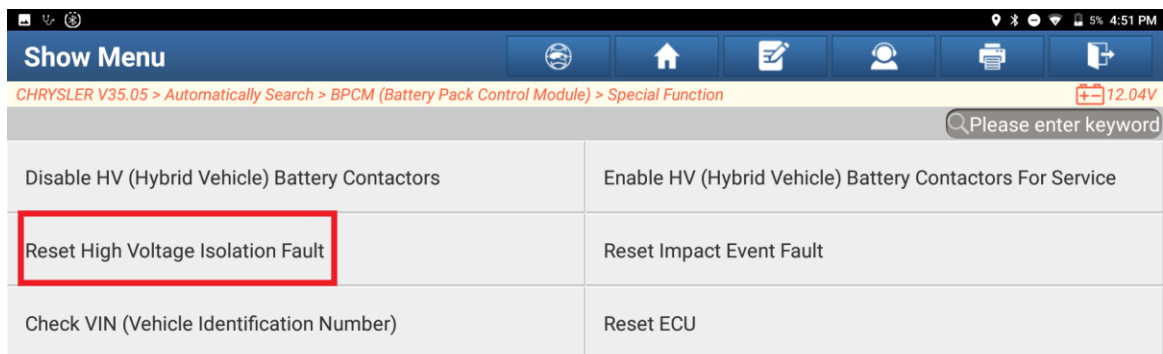 5% 4:51 PM
Show Menu
CHRYSLER V35.05 > Automatically Search > BPCM (Battery Pack Control Module) > Special Function
12.04V
Please enter keyword
Disable HV (Hybrid Vehicle) Battery Contactors
Enable HV (Hybrid Vehicle) Battery Contactors For Service
Reset High Voltage Isolation Fault
Reset Impact Event Fault
Check VIN (Vehicle Identification Number)
Reset ECU